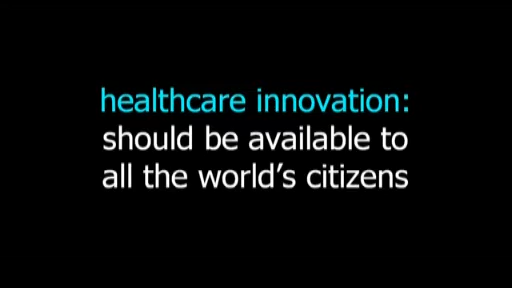 healthcare innovation:
should be available to
all the world’s citizens